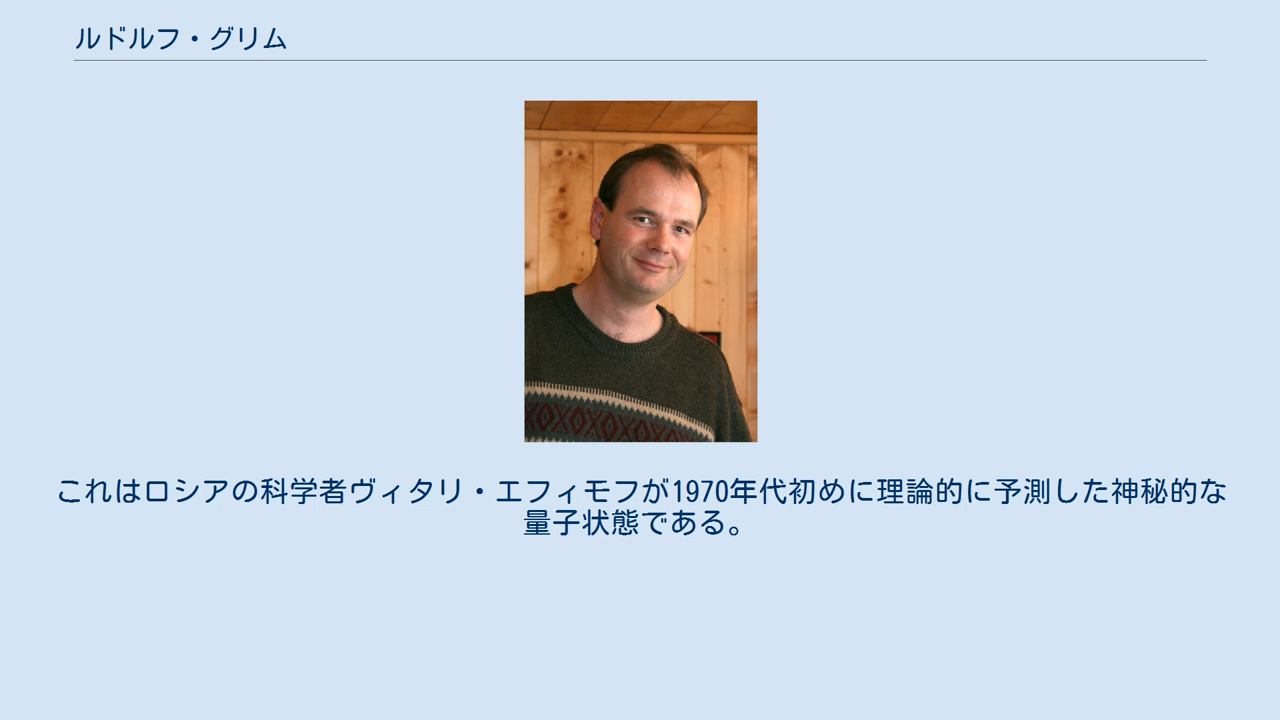 ルドルフ・グリム
これはロシアの科学者ヴィタリ・エフィモフが1970年代初めに理論的に予測した神秘的な
量子状態である。